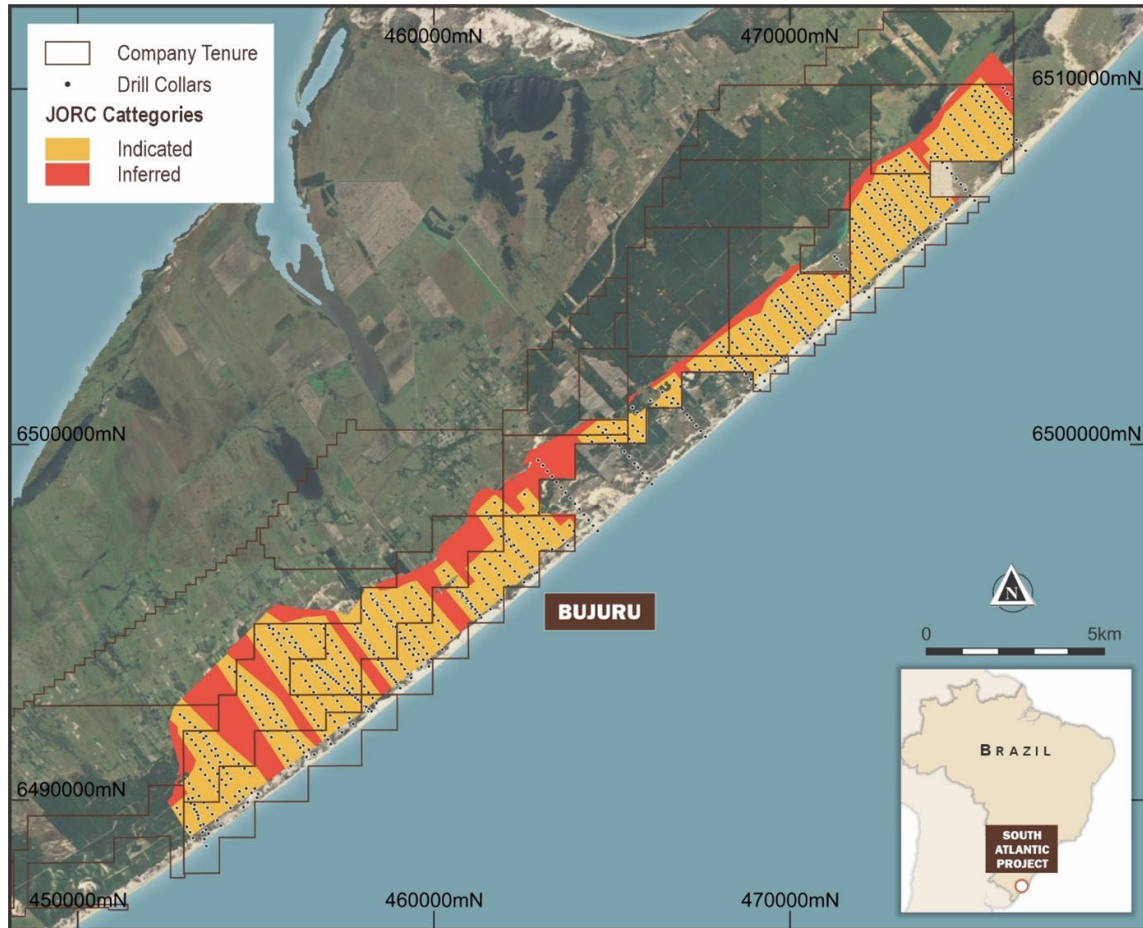 460000mN
470000mN
Company Tenure
Drill Collars
JORC Cattegories
Indicated
Inferred
6510000mN
6500000mN
6500000mN
BUJURU
N
0
5km
BRAZIL
SOUTH
ATLANTIC
PROJECT
6490000mN
450000mN
460000mN
470000mN